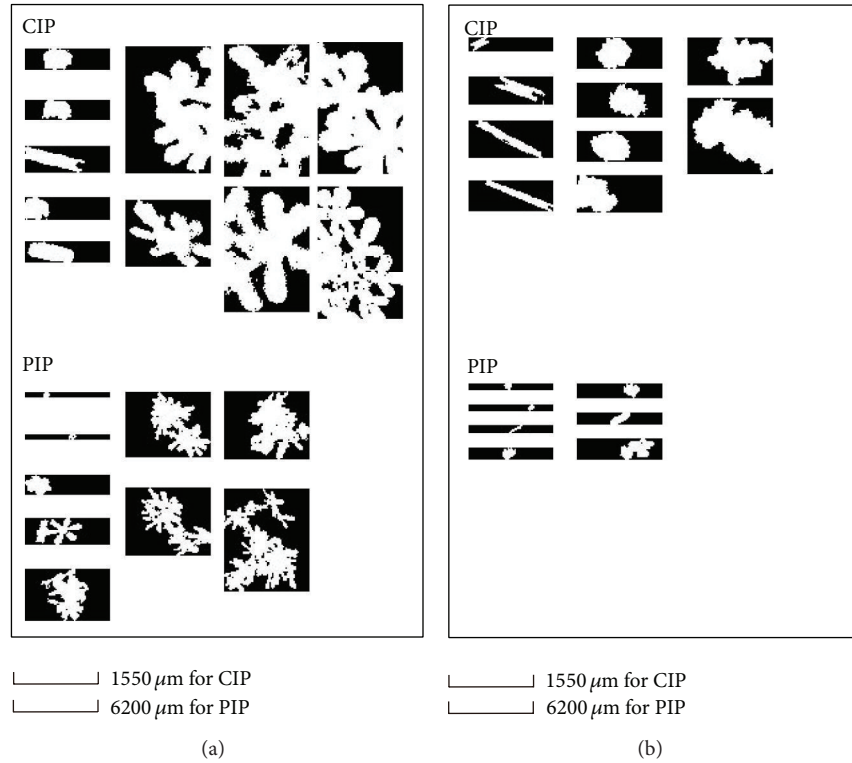 CIP
PIP
1550 μm for CIP
6200 μm for PIP
(a)
CIP
PIP
1550 μm for CIP
6200 μm for PIP
(b)